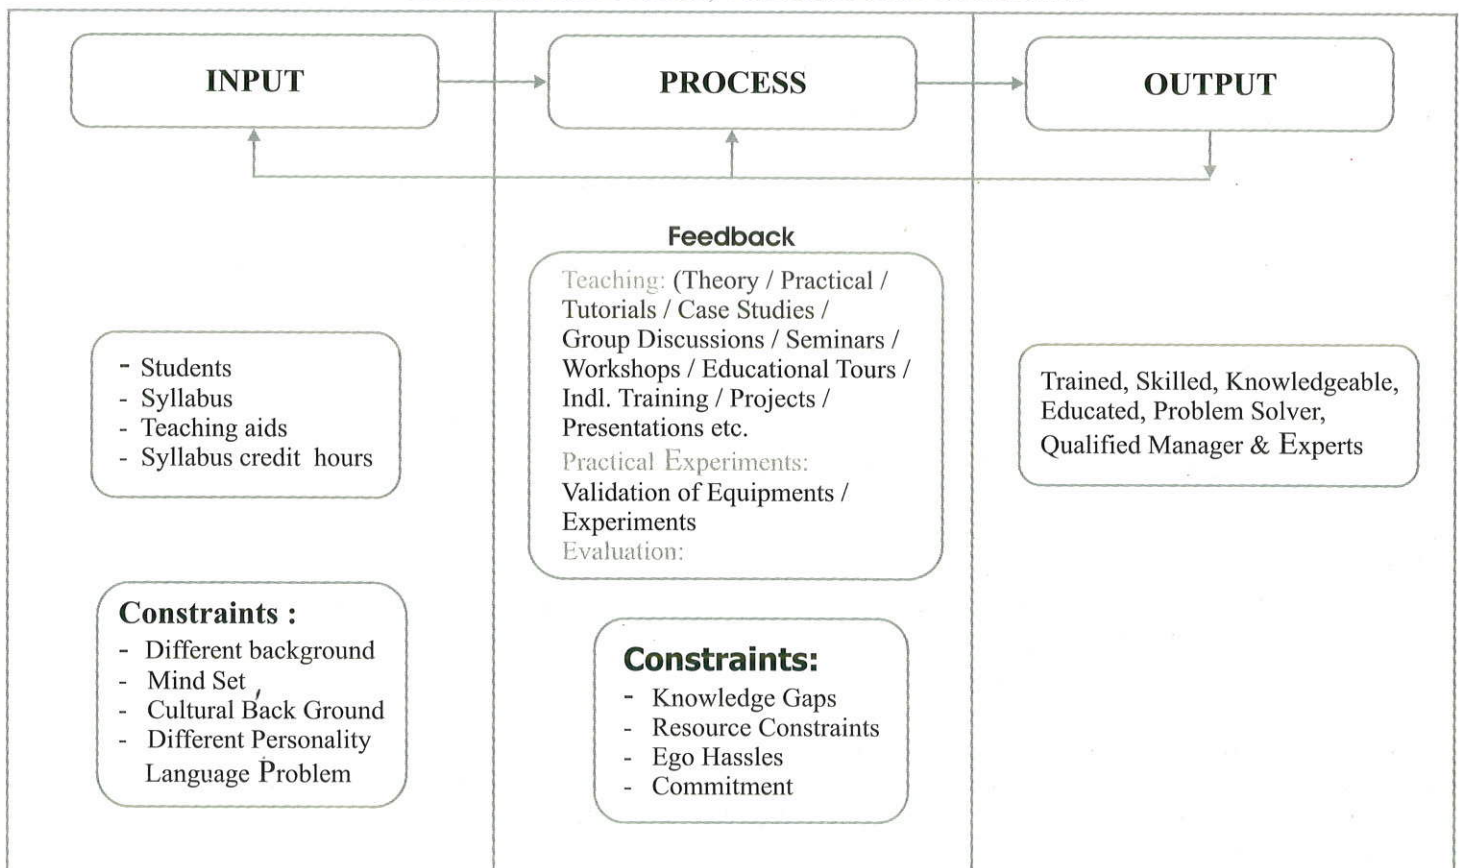 INPUT
PROCESS
OUTPUT
Feedback
- Students
- Syllabus
- Teaching aids
- Syllabus credit hours
Constraints :
- Different background
- Mind Set
- Cultural Back Ground
- Different Personality
Language Problem
Teaching: (Theory / Practical /
Tutorials / Case Studies /
Group Discussions / Seminars /
Workshops / Educational Tours /
Indl. Training / Projects /
Presentations etc.
Practical Experiments:
Validation of Equipments /
Experiments
Evaluation:
Constraints:
- Knowledge Gaps
- Resource Constraints
- Ego Hassles
- Commitment
Trained, Skilled, Knowledgeable,
Educated, Problem Solver,
Qualified Manager & Experts